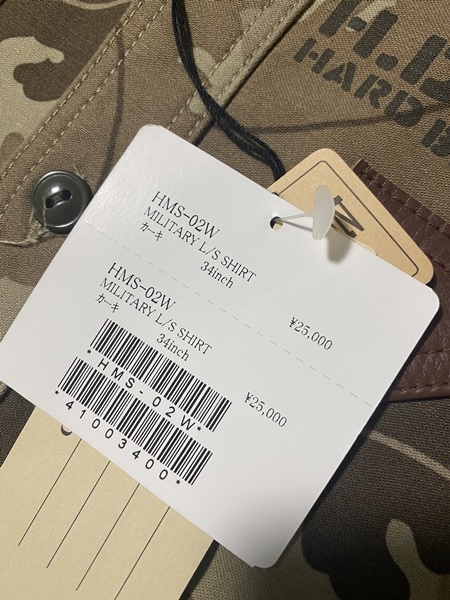 H.
HARD
HMS-02W
MILITARY L/S SHIRT
カーキ
34inch
¥25,000
HMS-02W
MILITARY L/S SHIRT
カーキ
34inch
¥25,000
*HMS-02W*
*41003400*